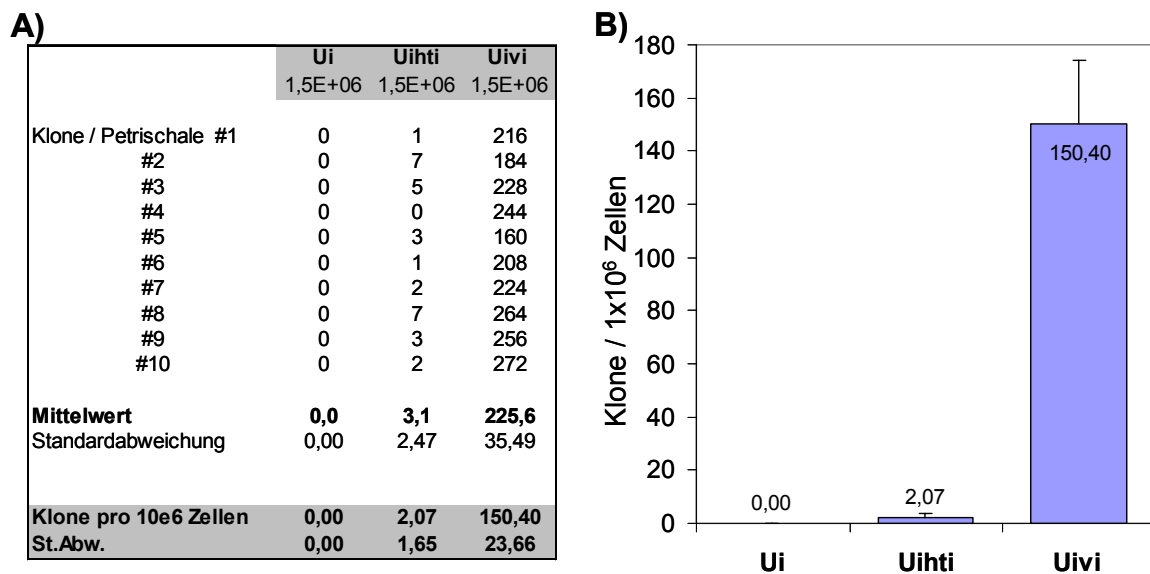 A)
Ui Uihti Uivi
1,5E+06 1,5E+06 1,5E+06
Klone / Petrischale #1 0 1 216
#2 0 7 184
#3 0 5 228
#4 0 0 244
#5 0 3 160
#6 0 1 208
#7 0 2 224
#8 0 7 264
#9 0 3 256
#10 0 2 272
Mittelwert 0,0 3,1 225,6
Standardabweichung 0,00 2,47 35,49
Klone pro 10e6 Zellen 0,00 2,07 150,40
St.Abw. 0,00 1,65 23,66
B)
Klone / 1x10⁶ Zellen
180
160
140
120
100
80
60
40
20
0
0,00
2,07
150,40
Ui Uihti Uivi